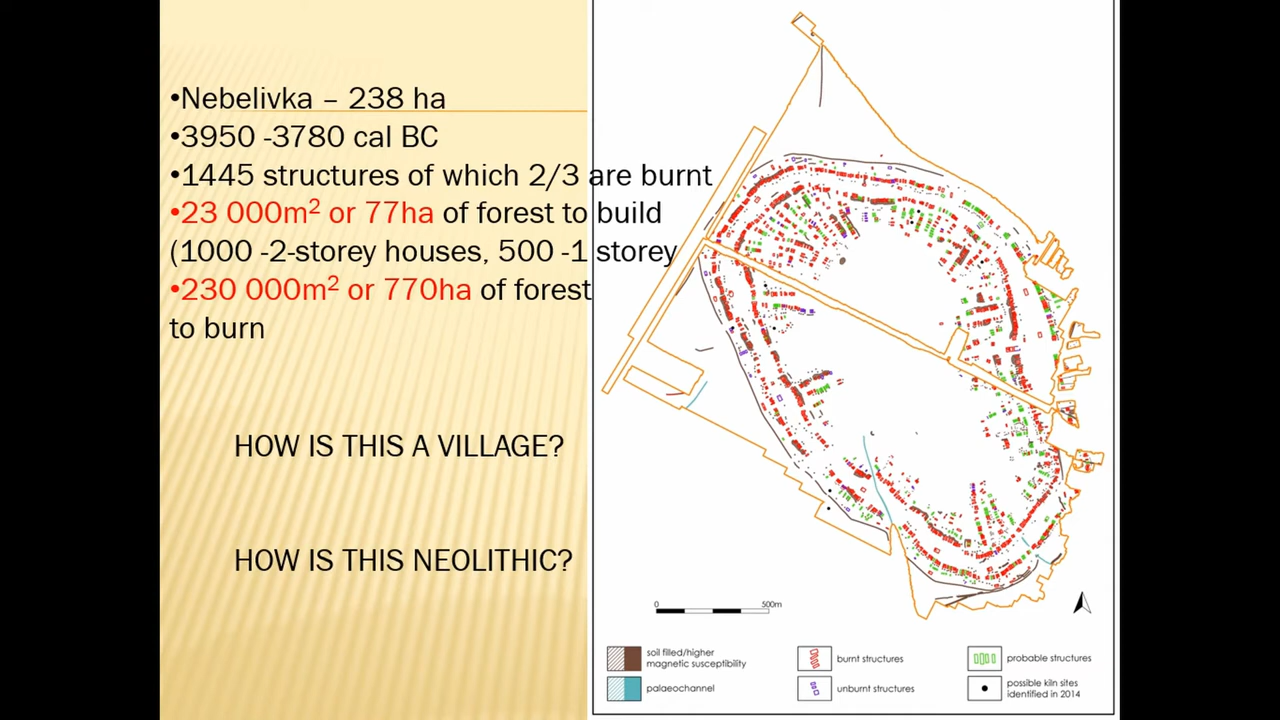 •Nebelivka – 238 ha
•3950 -3780 cal BC
•1445 structures of which 2/3 are burnt
•23 000m² or 77ha of forest to build
(1000 -2-storey houses, 500 -1 storey
•230 000m² or 770ha of forest
to burn
HOW IS THIS A VILLAGE?
HOW IS THIS NEOLITHIC?
0 500m
soil filled/higher
magnetic susceptibility
palaeochannel
burnt structures
unburnt structures
probable structures
possible kiln sites
identified in 2014